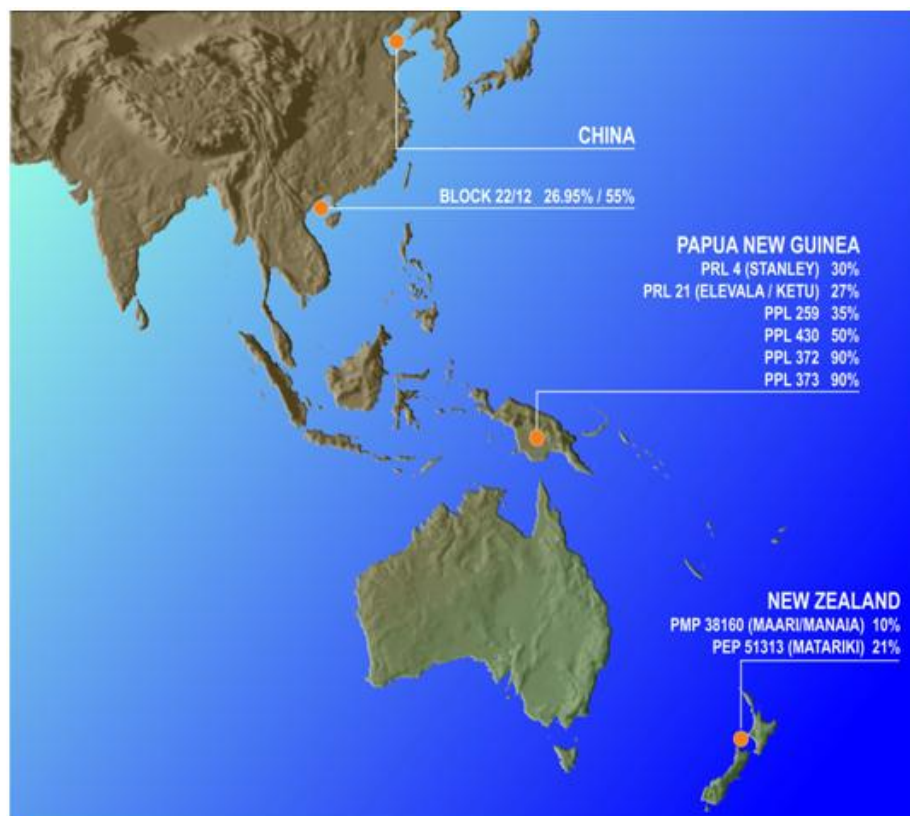 CHINA
BLOCK 22/12 26.95% / 55%
PAPUA NEW GUINEA
PRL 4 (STANLEY) 30%
PRL 21 (ELEVALA / KETU) 27%
PPL 259 35%
PPL 430 50%
PPL 372 90%
PPL 373 90%
NEW ZEALAND
PMP 38160 (MAARI/MANAIA) 10%
PEP 51313 (MATARIKI) 21%